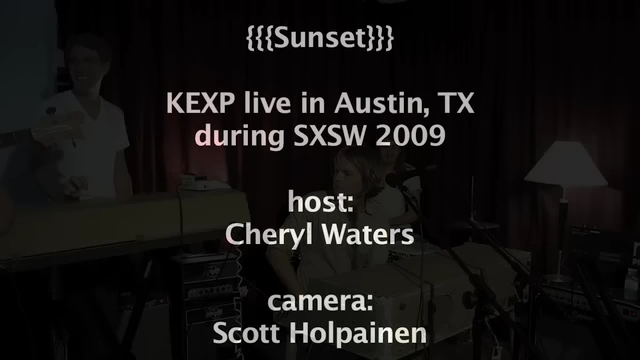 {{{Sunset}}}
KEXP live in Austin, TX
during SXSW 2009
host:
Cheryl Waters
camera:
Scott Holpainen